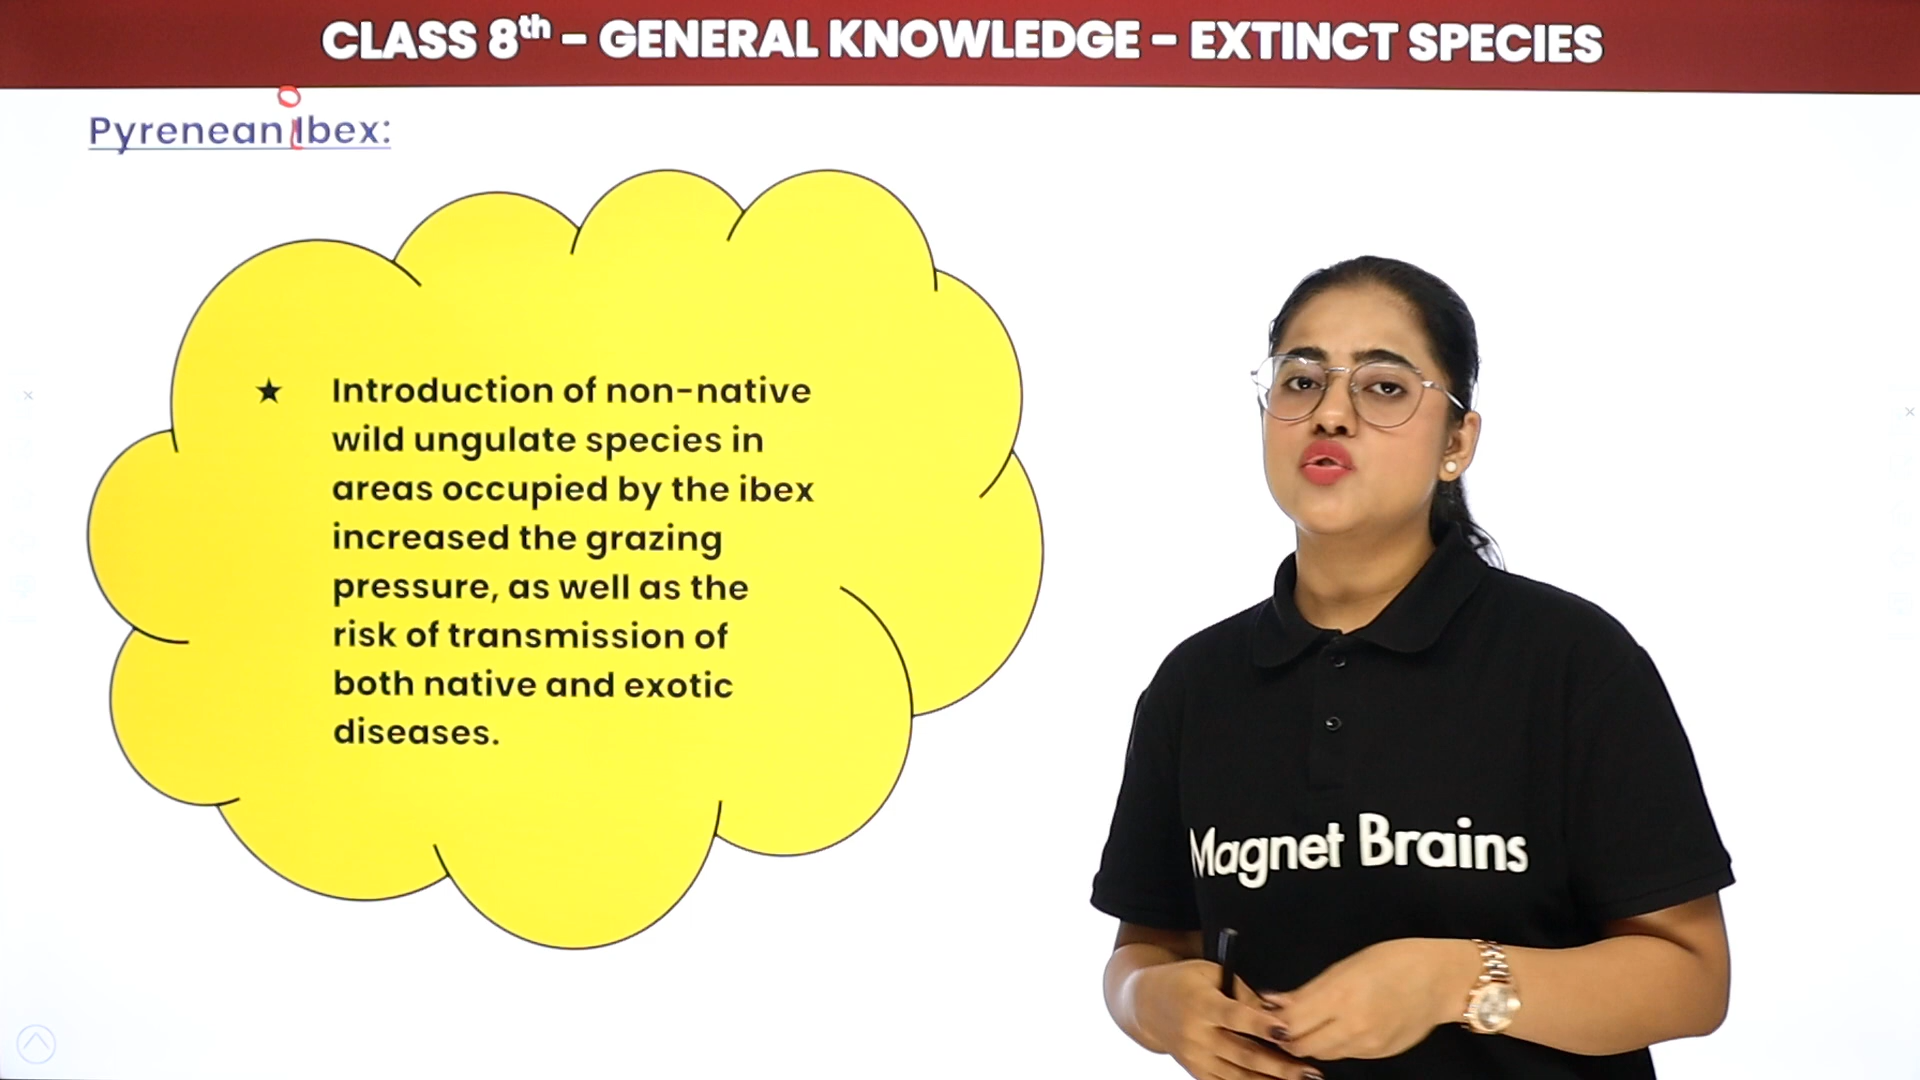 CLASS 8th - GENERAL KNOWLEDGE - EXTINCT SPECIES
Pyrenean Ibex:
★ Introduction of non-native
wild ungulate species in
areas occupied by the ibex
increased the grazing
pressure, as well as the
risk of transmission of
both native and exotic
diseases.
Magnet Brains